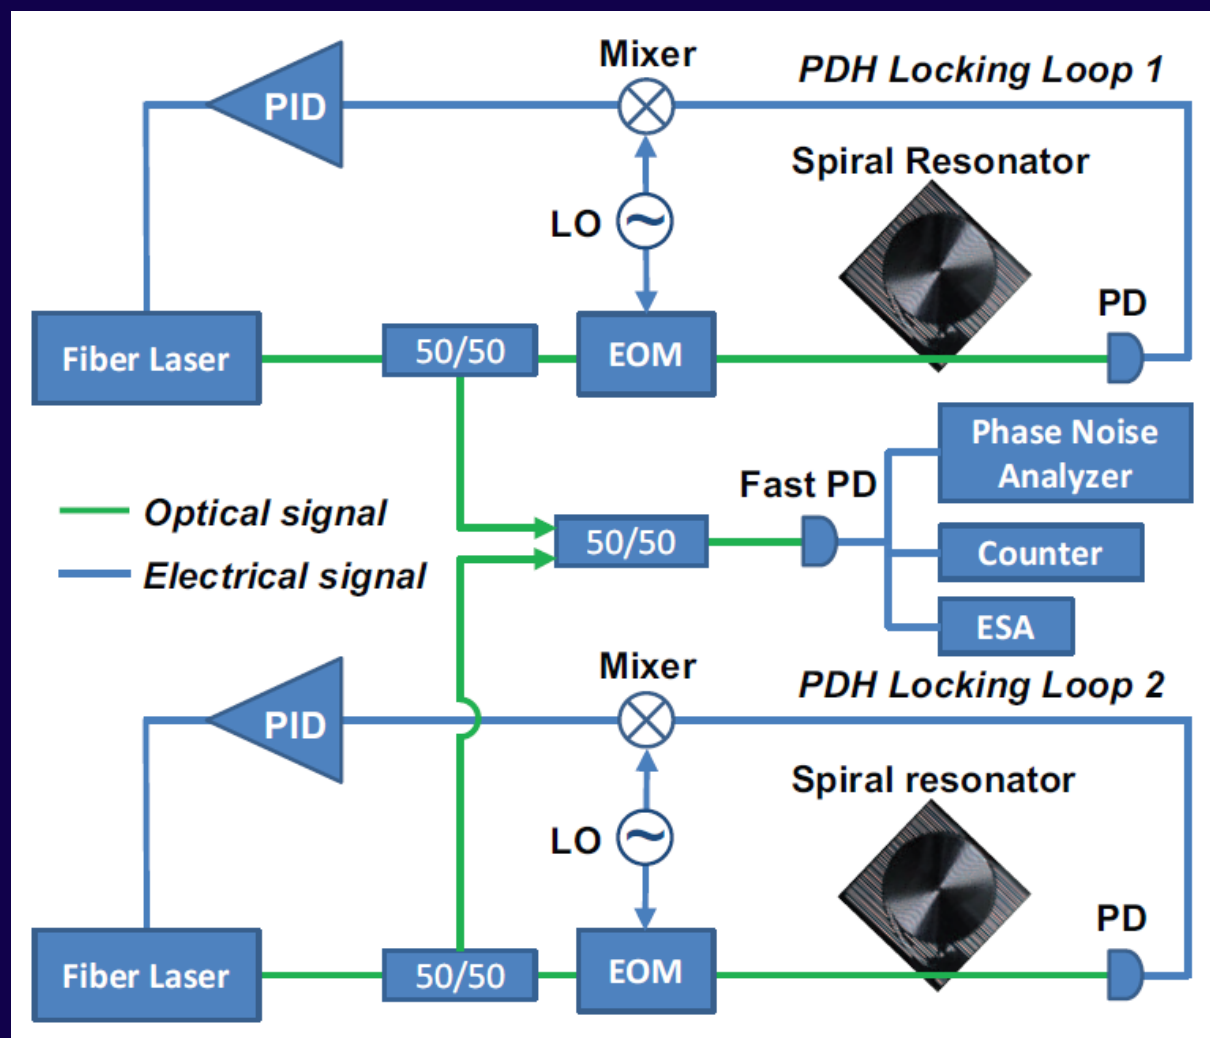 Mixer
PDH Locking Loop 1
PID
Spiral Resonator
LO
PD
Fiber Laser
50/50
EOM
Phase Noise
Analyzer
Fast PD
Optical signal
50/50
Counter
Electrical signal
ESA
Mixer
PDH Locking Loop 2
PID
Spiral resonator
LO
PD
Fiber Laser
50/50
EOM